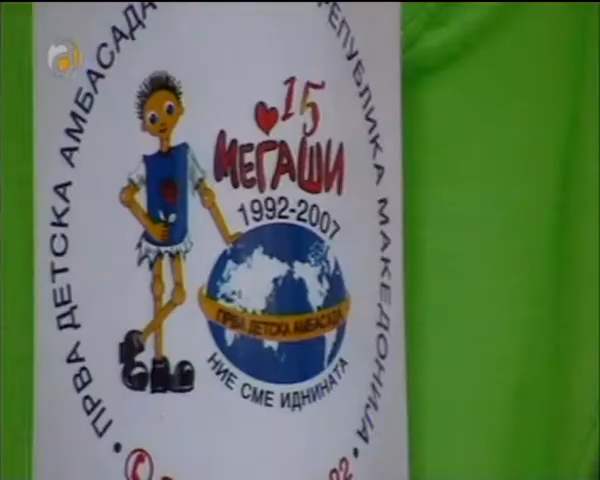 ПРВА ДЕТСКА АМБАСАДА
РЕПУБЛИКА МАКЕДОНИЈА
15
МЕГАШИ
1992-2007
ПРВА ДЕТСКА АМБАСАДА
НИЕ СМЕ ИДНИНАТА